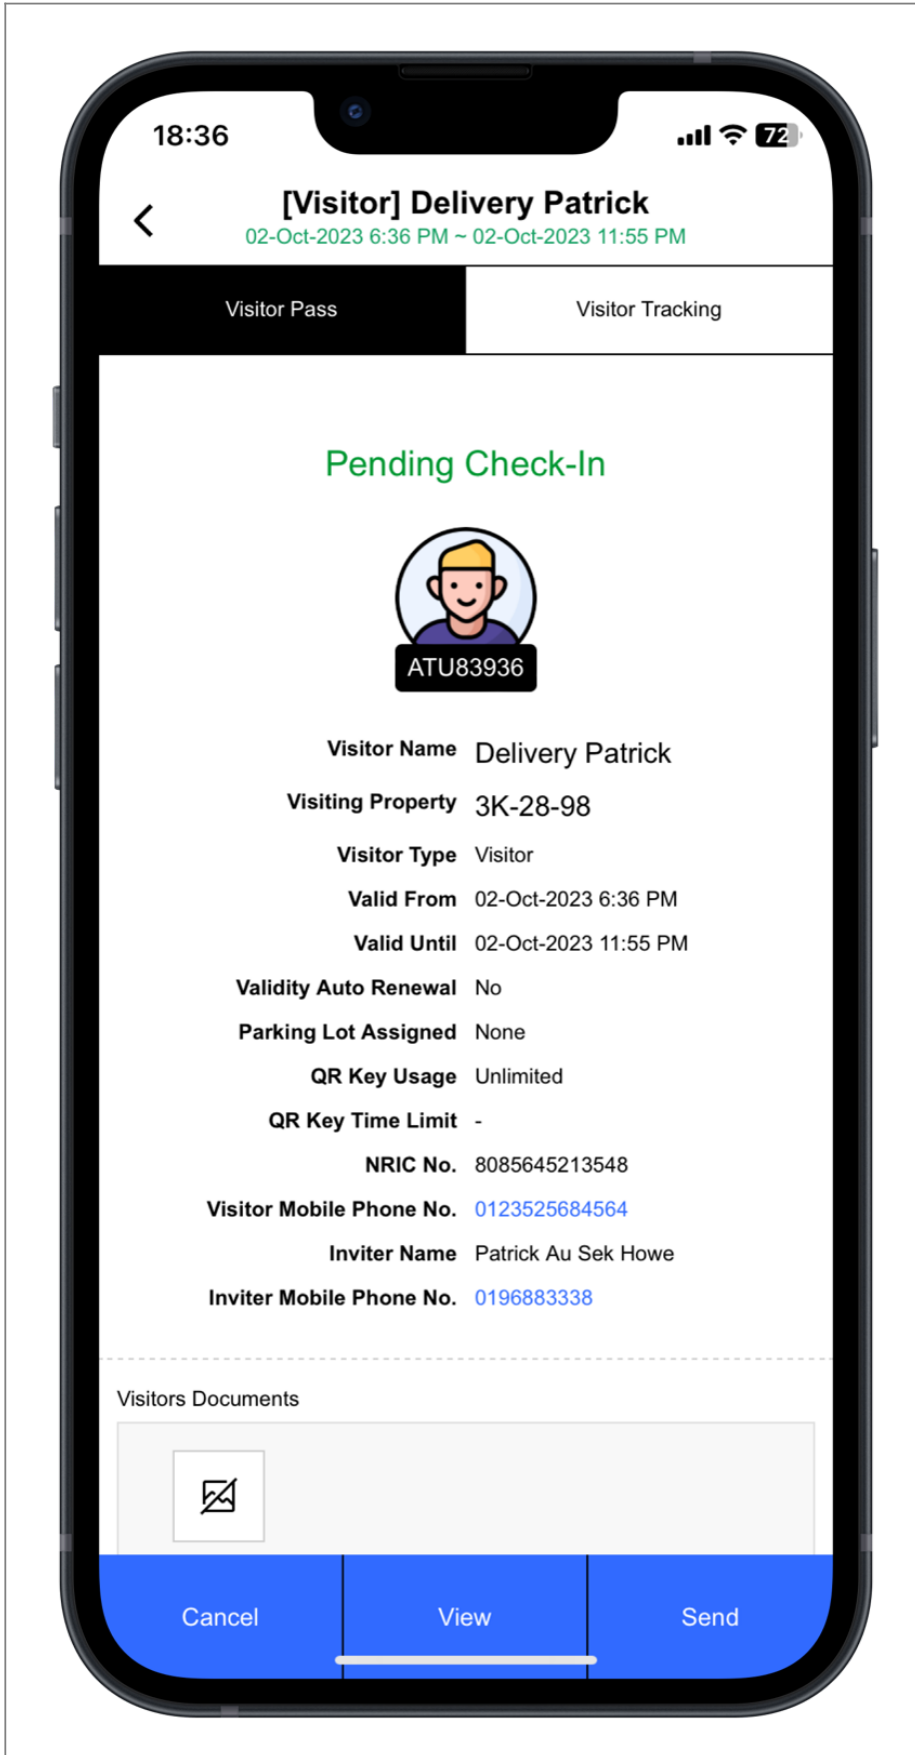 18:36
72
[Visitor] Delivery Patrick
02-Oct-2023 6:36 PM ~ 02-Oct-2023 11:55 PM
Visitor Pass
Visitor Tracking
Pending Check-In
ATU83936
Visitor Name Delivery Patrick
Visiting Property 3K-28-98
Visitor Type Visitor
Valid From 02-Oct-2023 6:36 PM
Valid Until 02-Oct-2023 11:55 PM
Validity Auto Renewal No
Parking Lot Assigned None
QR Key Usage Unlimited
QR Key Time Limit -
NRIC No. 8085645213548
Visitor Mobile Phone No. 0123525684564
Inviter Name Patrick Au Sek Howe
Inviter Mobile Phone No. 0196883338
Visitors Documents
Cancel
View
Send